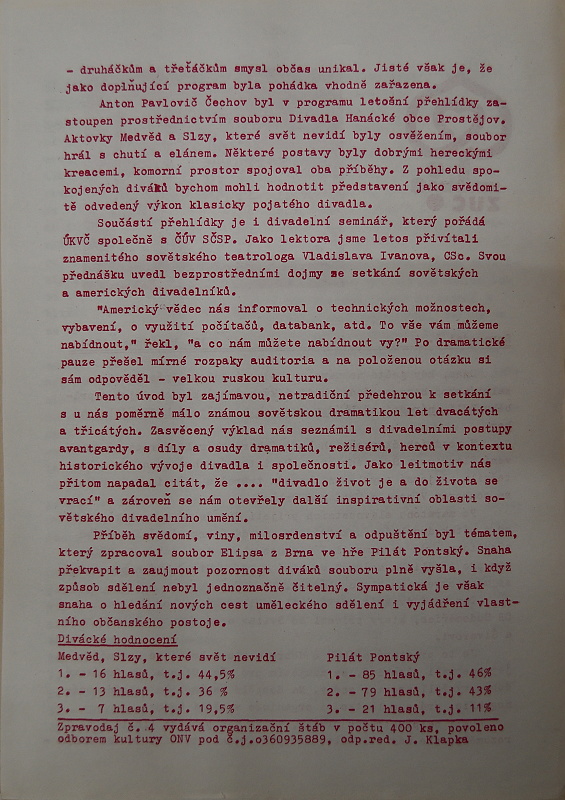 - druháčkům a třeťáčkům smysl občas unikal. Jisté však je, že
jako doplňující program byla pohádka vhodně zařazena.
Anton Pavlovič Čechov byl v programu letošní přehlídky za-
stoupen prostřednictvím souboru Divadla Hanácké obce Prostějov.
Aktovky Medvěd a Slzy, které svět nevidí byly osvěžením, soubor
hrál s chutí a elánem. Některé postavy byly dobrými hereckými
kreacemi, komorní prostor spojoval oba příběhy. Z pohledu spo-
kojených diváků bychom mohli hodnotit představení jako svědomi-
tě odvedený výkon klasicky pojatého divadla.
Součástí přehlídky je i divadelní seminář, který pořádá
ÚKVČ společně s ČÚV SČSP. Jako lektora jsme letos přivítali
znamenitého sovětského teatrologa Vladislava Ivanova, CSc. Svou
přednášku uvedl bezprostředními dojmy se setkání sovětských
a amerických divadelníků.
"Americký vědec nás informoval o technických možnostech,
vybavení, o využití počítačů, databank, atd. To vše vám můžeme
nabídnout," řekl, "a co nám můžete nabídnout vy?" Po dramatické
pauze přešel mírné rozpaky auditoria a na položenou otázku si
sám odpověděl - velkou ruskou kulturu.
Tento úvod byl zajímavou, netradiční předehrou k setkání
s u nás poměrně málo známou sovětskou dramatikou let dvacátých
a třicátých. Zasvěcený výklad nás seznámil s divadelními postupy
avantgardy, s díly a osudy dramatiků, režisérů, herců v kontextu
historického vývoje divadla i společnosti. Jako leitmotiv nás
přitom napadal citát, že .... "divadlo život je a do života se
vrací" a zároveň se nám otevřely další inspirativní oblasti so-
větského divadelního umění.
Příběh svědomí, viny, milosrdenství a odpuštění byl tématem,
který zpracoval soubor Elipsa z Brna ve hře Pilát Pontský. Snaha
překvapit a zaujmout pozornost diváků souboru plně vyšla, i když
způsob sdělení nebyl jednoznačně čitelný. Sympatická je však
snaha o hledání nových cest uměleckého sdělení i vyjádření vlast-
ního občanského postoje.
Divácké hodnocení
Medvěd, Slzy, které svět nevidí Pilát Pontský
1. - 16 hlasů, t.j. 44,5% 1. - 85 hlasů, t.j. 46%
2. - 13 hlasů, t.j. 36 % 2. - 79 hlasů, t.j. 43%
3. - 7 hlasů, t.j. 19,5% 3. - 21 hlasů, t.j. 11%
Zpravodaj č. 4 vydává organizační štáb v počtu 400 ks, povoleno
odborem kultury ONV pod č.j.o360935889, odp.red. J. Klapka